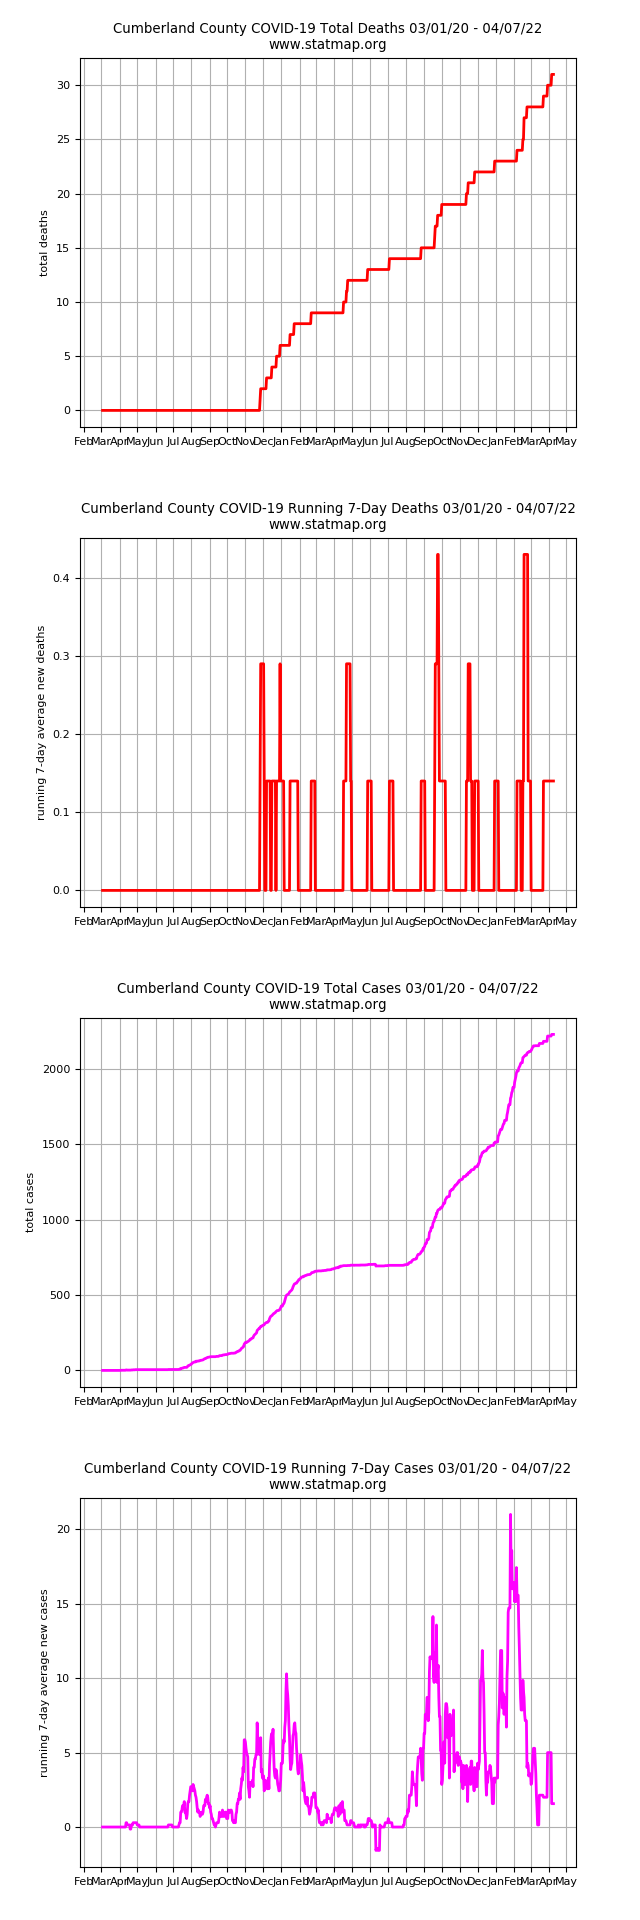 Cumberland County COVID-19 Total Deaths 03/01/20 - 04/07/22
www.statmap.org
30
25
20
15
10
5
0
total deaths
Feb Mar Apr May Jun Jul Aug Sep Oct Nov Dec Jan Feb Mar Apr May Jun Jul Aug Sep Oct Nov Dec Jan Feb Mar Apr May
Cumberland County COVID-19 Running 7-Day Deaths 03/01/20 - 04/07/22
www.statmap.org
0.4
0.3
0.2
0.1
0.0
running 7-day average new deaths
Feb Mar Apr May Jun Jul Aug Sep Oct Nov Dec Jan Feb Mar Apr May Jun Jul Aug Sep Oct Nov Dec Jan Feb Mar Apr May
Cumberland County COVID-19 Total Cases 03/01/20 - 04/07/22
www.statmap.org
2000
1500
1000
500
0
total cases
Feb Mar Apr May Jun Jul Aug Sep Oct Nov Dec Jan Feb Mar Apr May Jun Jul Aug Sep Oct Nov Dec Jan Feb Mar Apr May
Cumberland County COVID-19 Running 7-Day Cases 03/01/20 - 04/07/22
www.statmap.org
20
15
10
5
0
running 7-day average new cases
Feb Mar Apr May Jun Jul Aug Sep Oct Nov Dec Jan Feb Mar Apr May Jun Jul Aug Sep Oct Nov Dec Jan Feb Mar Apr May